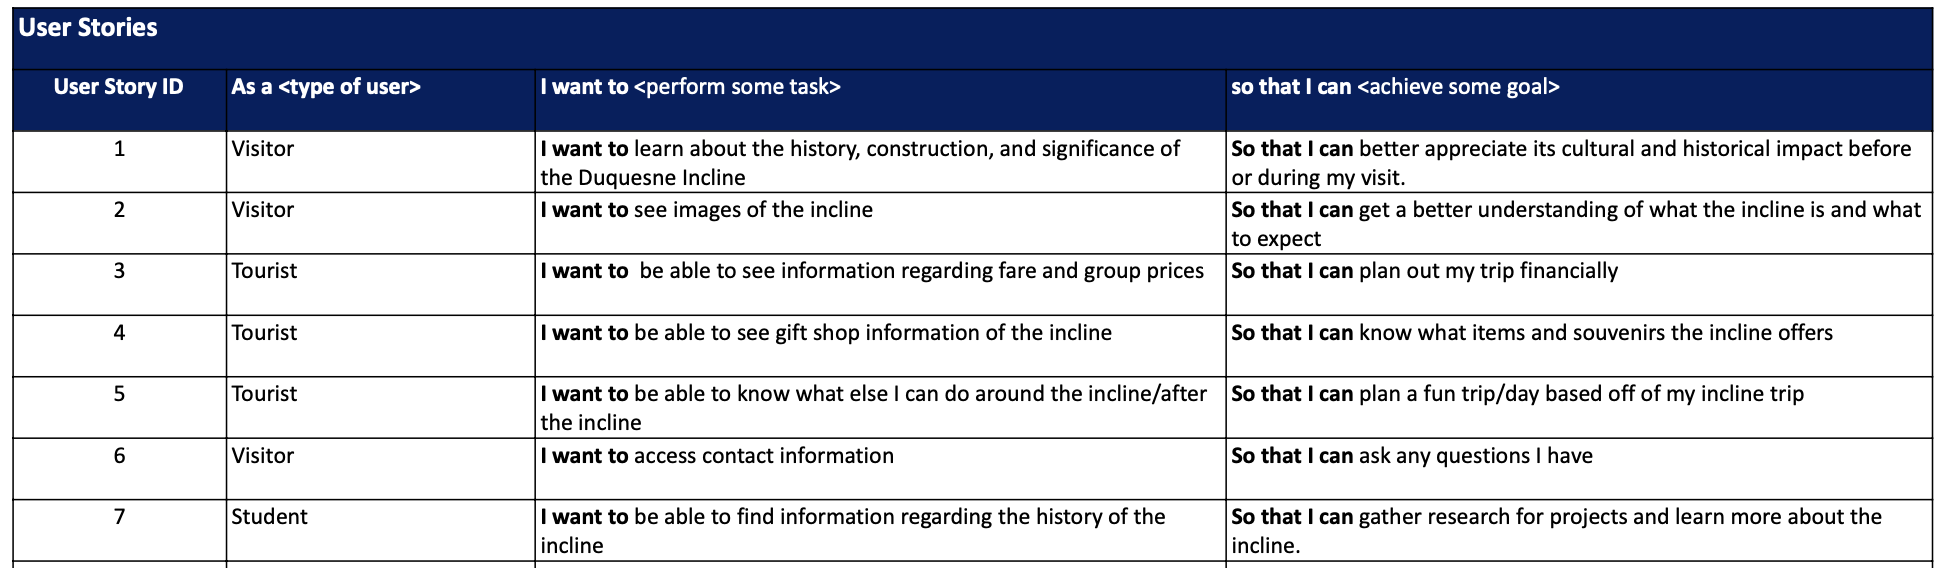 User Stories
User Story ID
As a <type of user>
I want to <perform some task>
so that I can <achieve some goal>
1
Visitor
I want to learn about the history, construction, and significance of
the Duquesne Incline
So that I can better appreciate its cultural and historical impact before
or during my visit.
2
Visitor
I want to see images of the incline
So that I can get a better understanding of what the incline is and what
to expect
3
Tourist
I want to  be able to see information regarding fare and group prices
So that I can plan out my trip financially
4
Tourist
I want to be able to see gift shop information of the incline
So that I can know what items and souvenirs the incline offers
5
Tourist
I want to be able to know what else I can do around the incline/after
the incline
So that I can plan a fun trip/day based off of my incline trip
6
Visitor
I want to access contact information
So that I can ask any questions I have
7
Student
I want to be able to find information regarding the history of the
incline
So that I can gather research for projects and learn more about the
incline.